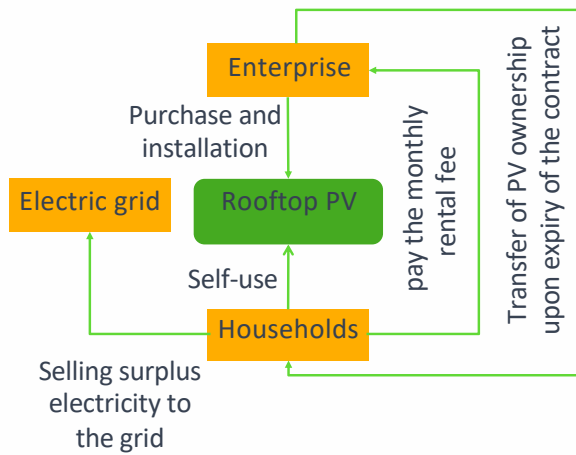 Enterprise
Purchase and
installation
Electric grid
Rooftop PV
pay the monthly
rental fee
Transfer of PV ownership
upon expiry of the contract
Self-use
Households
Selling surplus
electricity to
the grid